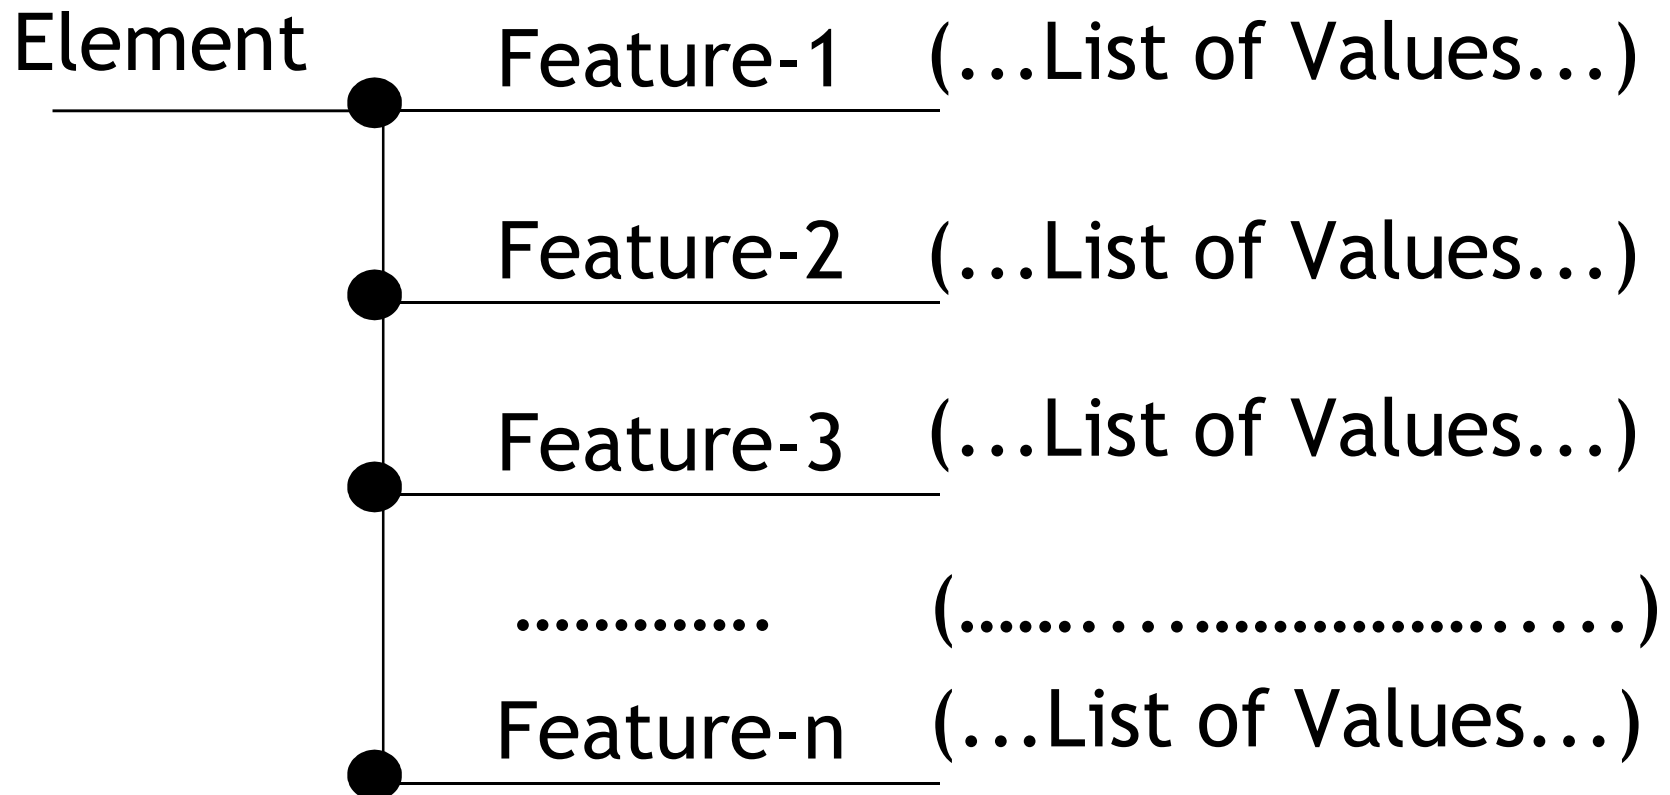 Element
Feature-1 (...List of Values...)
Feature-2 (...List of Values...)
Feature-3 (...List of Values...)
............. (..........................)
Feature-n (...List of Values...)